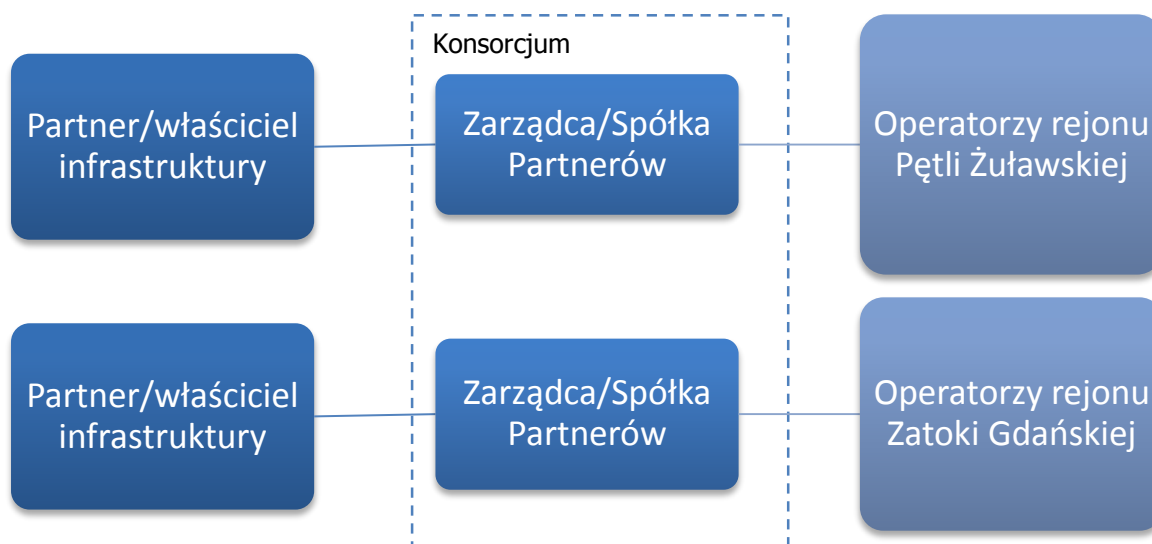 Konsorcjum
Partner/właściciel
infrastruktury
Zarządca/Spółka
Partnerów
Operatorzy rejonu
Pętli Żuławskiej
Partner/właściciel
infrastruktury
Zarządca/Spółka
Partnerów
Operatorzy rejonu
Zatoki Gdańskiej